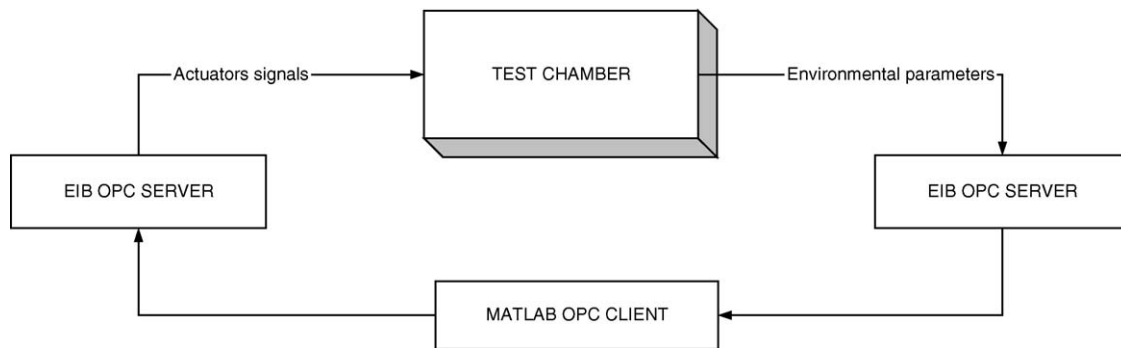 Actuators signals
TEST CHAMBER
Environmental parameters
EIB OPC SERVER
EIB OPC SERVER
MATLAB OPC CLIENT